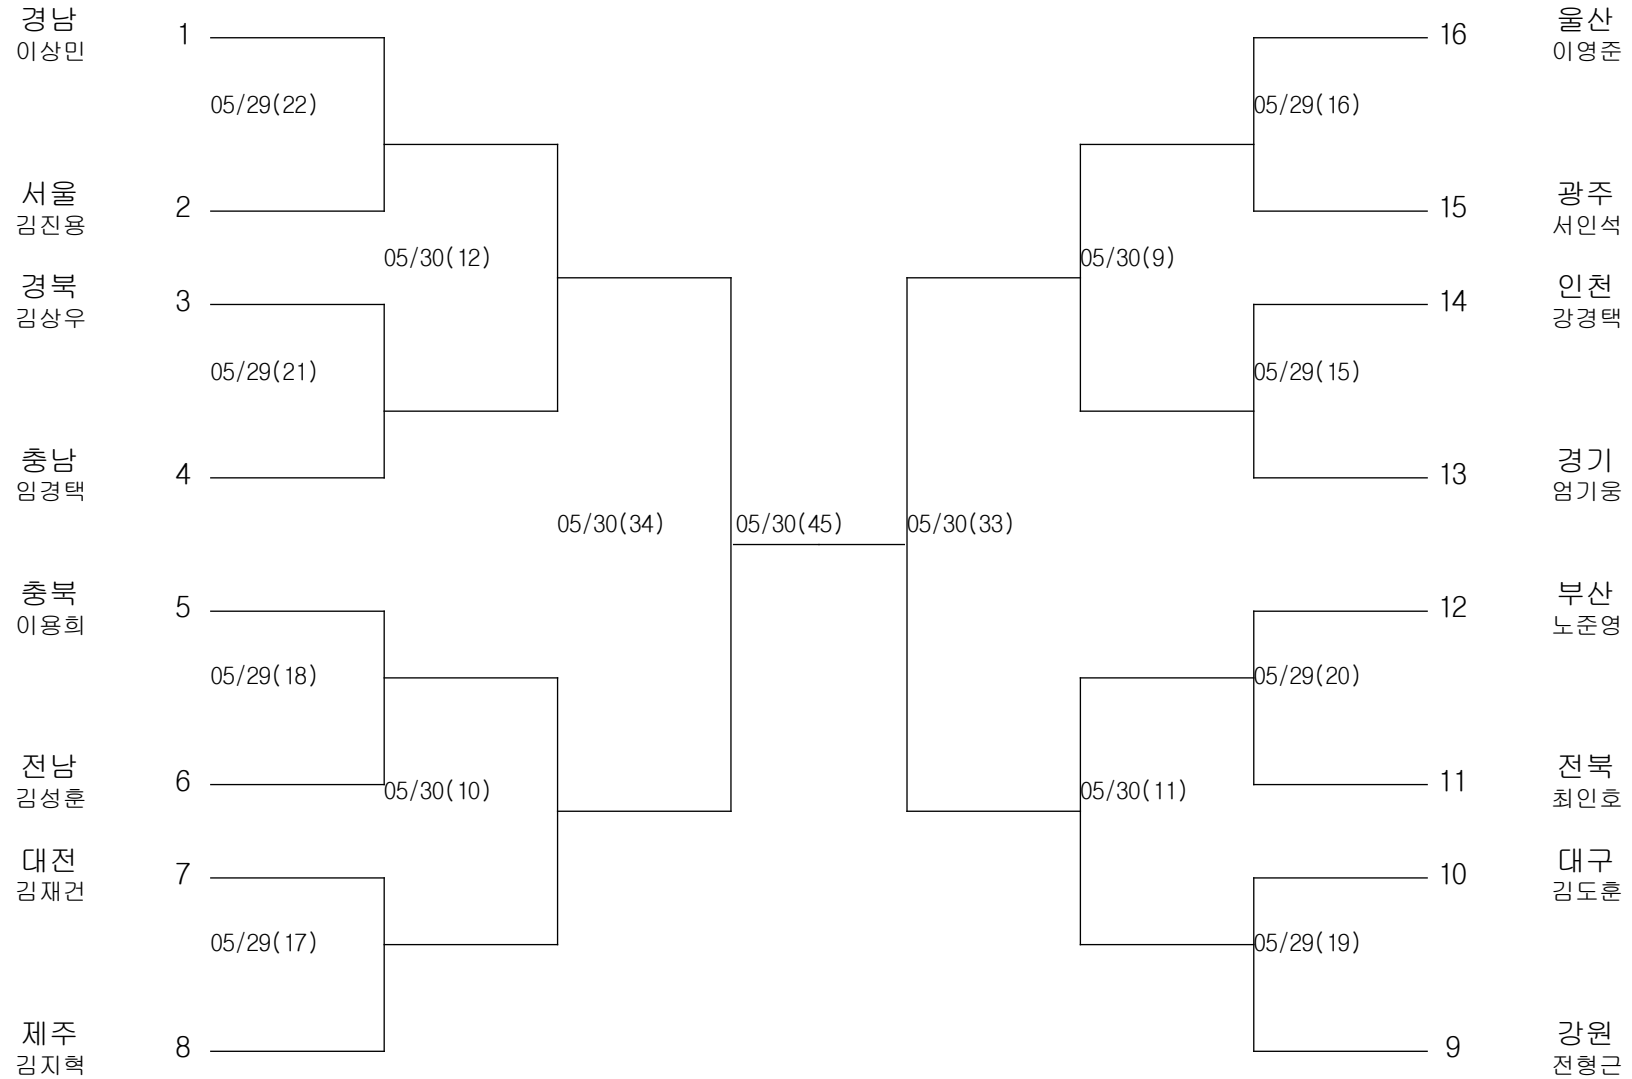 경남
이상민
1
05/29(22)
서울
김진용
2
05/30(12)
경북
김상우
3
05/29(21)
충남
임경택
4
05/30(34)
충북
이용희
5
05/29(18)
전남
김성훈
6
05/30(10)
대전
김재건
7
05/29(17)
제주
김지혁
8
05/30(45)
울산
이영준
16
05/29(16)
광주
서인석
15
05/30(9)
인천
강경택
14
05/29(15)
경기
엄기웅
13
05/30(33)
부산
노준영
12
05/29(20)
전북
최인호
11
05/30(11)
대구
김도훈
10
05/29(19)
강원
전형근
9